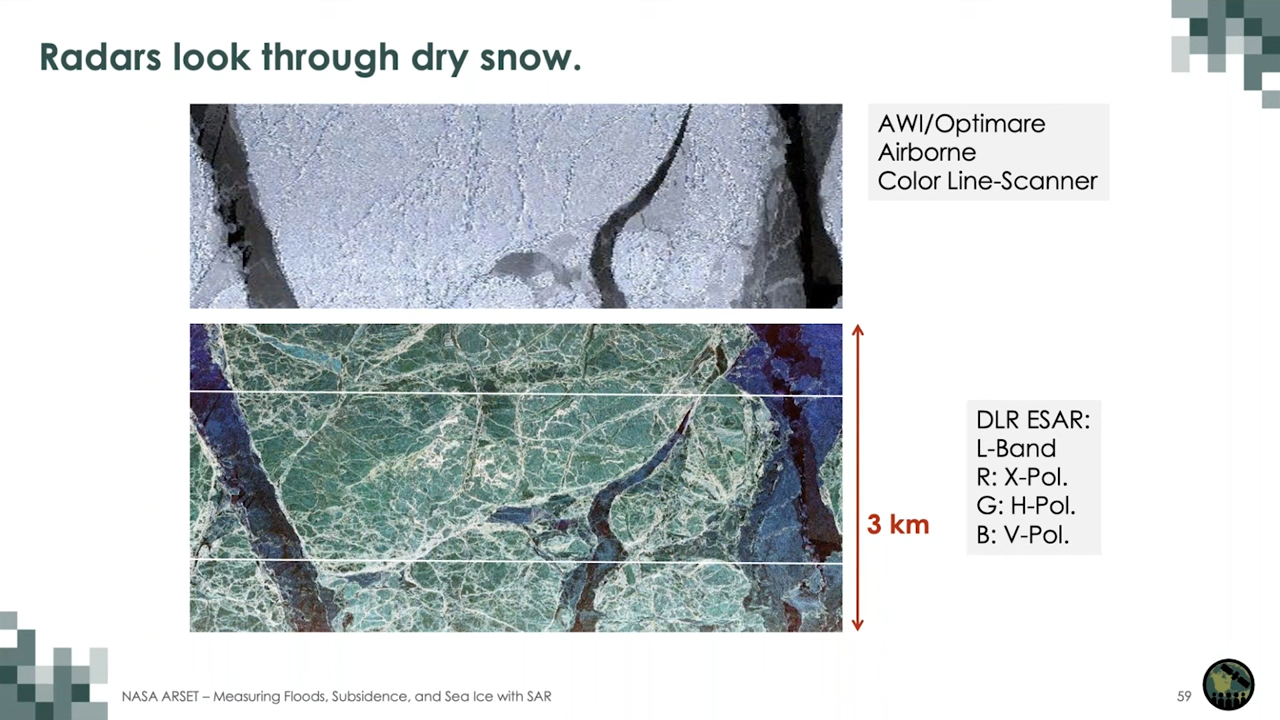 Radars look through dry snow.
AWI/Optimare
Airborne
Color Line-Scanner
DLR ESAR:
L-Band
R: X-Pol.
G: H-Pol.
B: V-Pol.
3 km
NASA ARSET – Measuring Floods, Subsidence, and Sea Ice with SAR
59